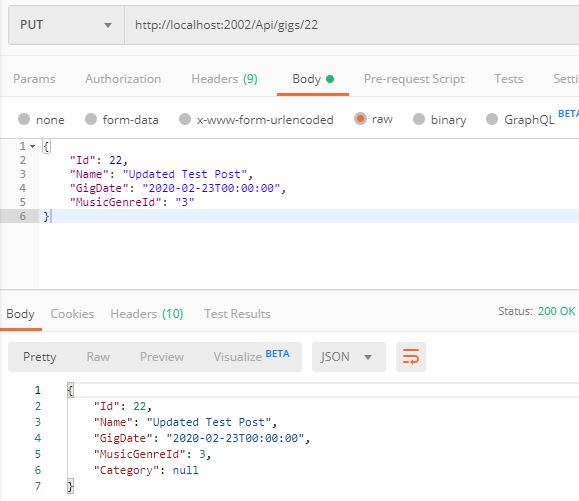 PUT http://localhost:2002/Api/gigs/22
Params Authorization Headers (9) Body Pre-request Script Tests Setti
none form-data x-www-form-urlencoded raw binary GraphQL BETA
1 {
2 "Id": 22,
3 "Name": "Updated Test Post",
4 "GigDate": "2020-02-23T00:00:00",
5 "MusicGenreId": "3"
6 }
Body Cookies Headers (10) Test Results Status: 200 OK
Pretty Raw Preview Visualize BETA JSON
1 {
2 "Id": 22,
3 "Name": "Updated Test Post",
4 "GigDate": "2020-02-23T00:00:00",
5 "MusicGenreId": 3,
6 "Category": null
7 }